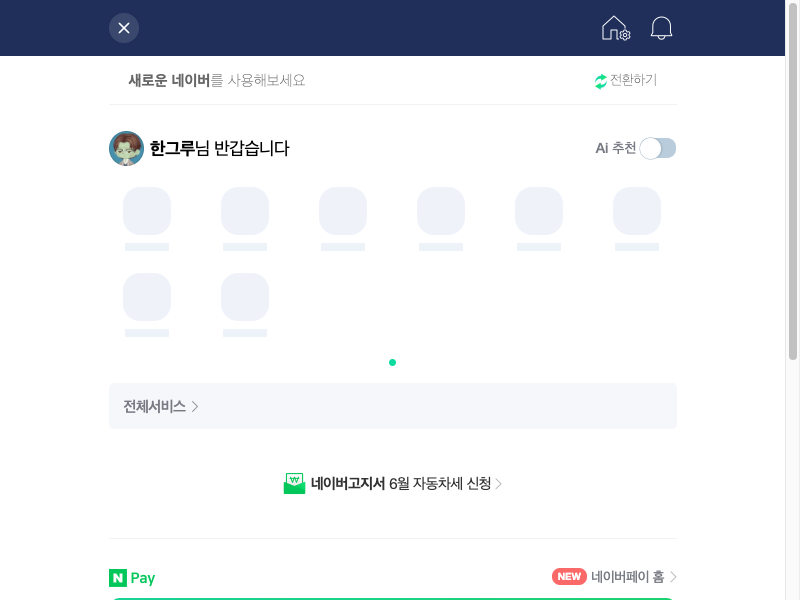 새로운 네이버를 사용해보세요
전환하기
한그루님 반갑습니다
Ai 추천
전체서비스
네이버고지서 6월 자동차세 신청
N Pay
NEW 네이버페이 홈